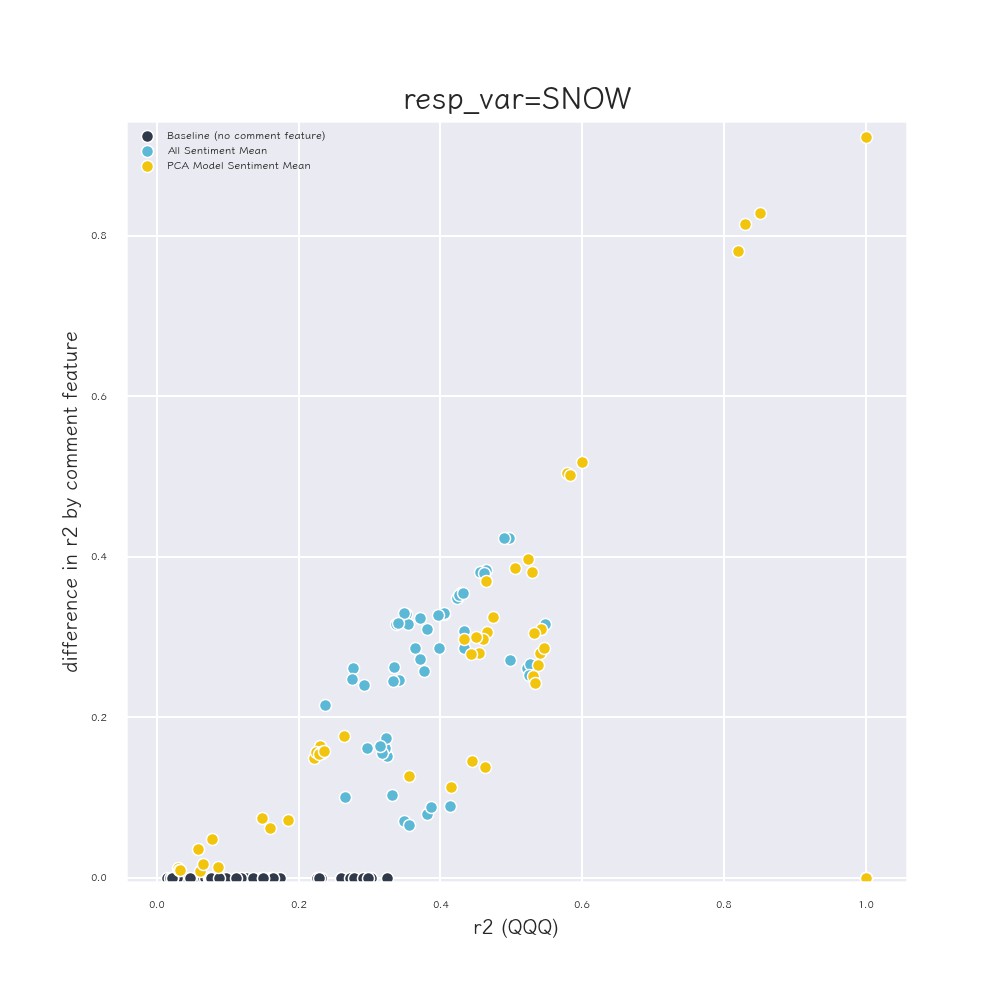 resp_var=SNOW
Baseline (no comment feature)
All Sentiment Mean
PCA Model Sentiment Mean
difference in r2 by comment feature
0.8
0.6
0.4
0.2
0.0
0.0 0.2 0.4 0.6 0.8 1.0
r2 (QQQ)